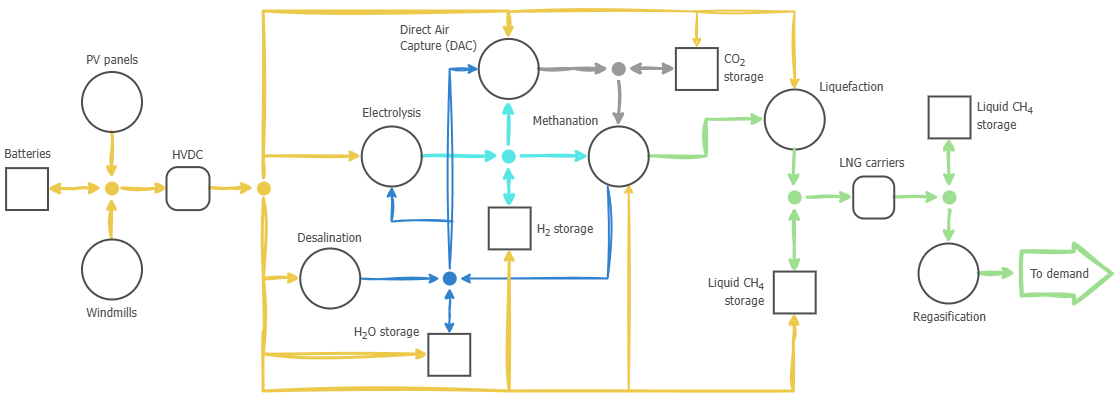 PV panels
Batteries
HVDC
Windmills
Direct Air
Capture (DAC)
Electrolysis
Desalination
H₂O storage
Methanation
H₂ storage
CO₂
storage
Liquefaction
Liquid CH₄
storage
LNG carriers
Liquid CH₄
storage
Regasification
To demand